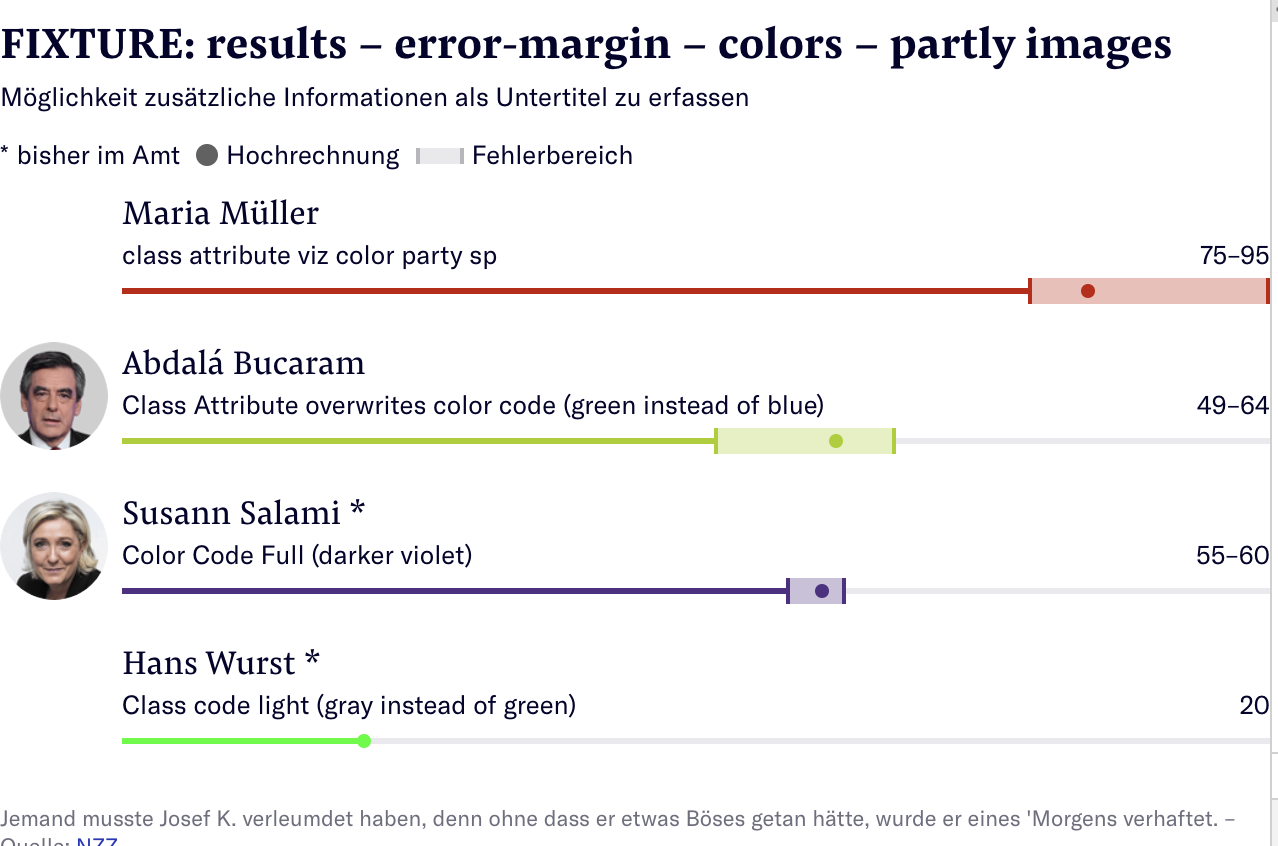 FIXTURE: results – error-margin – colors – partly images
Möglichkeit zusätzliche Informationen als Untertitel zu erfassen
* bisher im Amt Hochrechnung Fehlerbereich
Maria Müller
class attribute viz color party sp 75–95
Abdalá Bucaram
Class Attribute overwrites color code (green instead of blue) 49–64
Susann Salami *
Color Code Full (darker violet) 55–60
Hans Wurst *
Class code light (gray instead of green) 20
Jemand musste Josef K. verleumdet haben, denn ohne dass er etwas Böses getan hätte, wurde er eines 'Morgens verhaftet. –
Quelle: NZZ